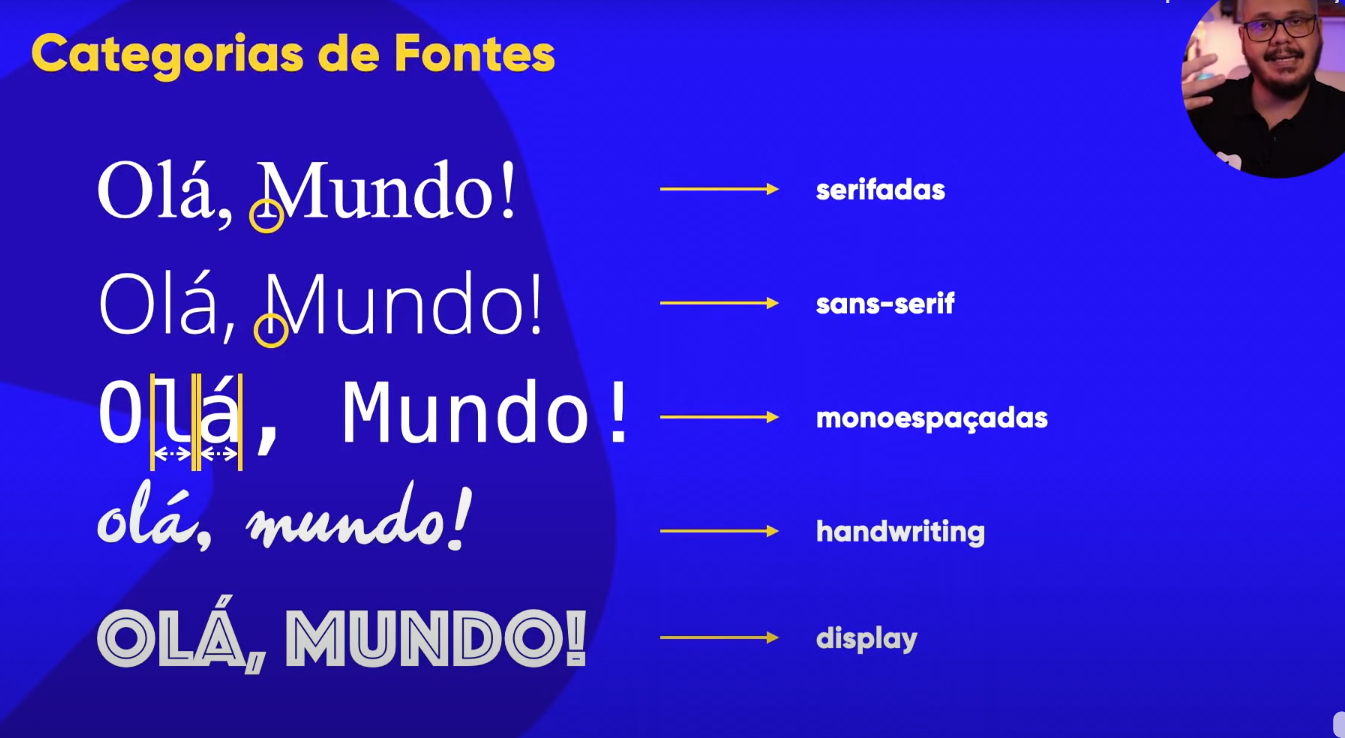 Categorias de Fontes
Olá, Mundo!
serifadas
Olá, Mundo!
sans-serif
Olá, Mundo!
monoespaçadas
olá, mundo!
handwriting
OLÁ, MUNDO!
display